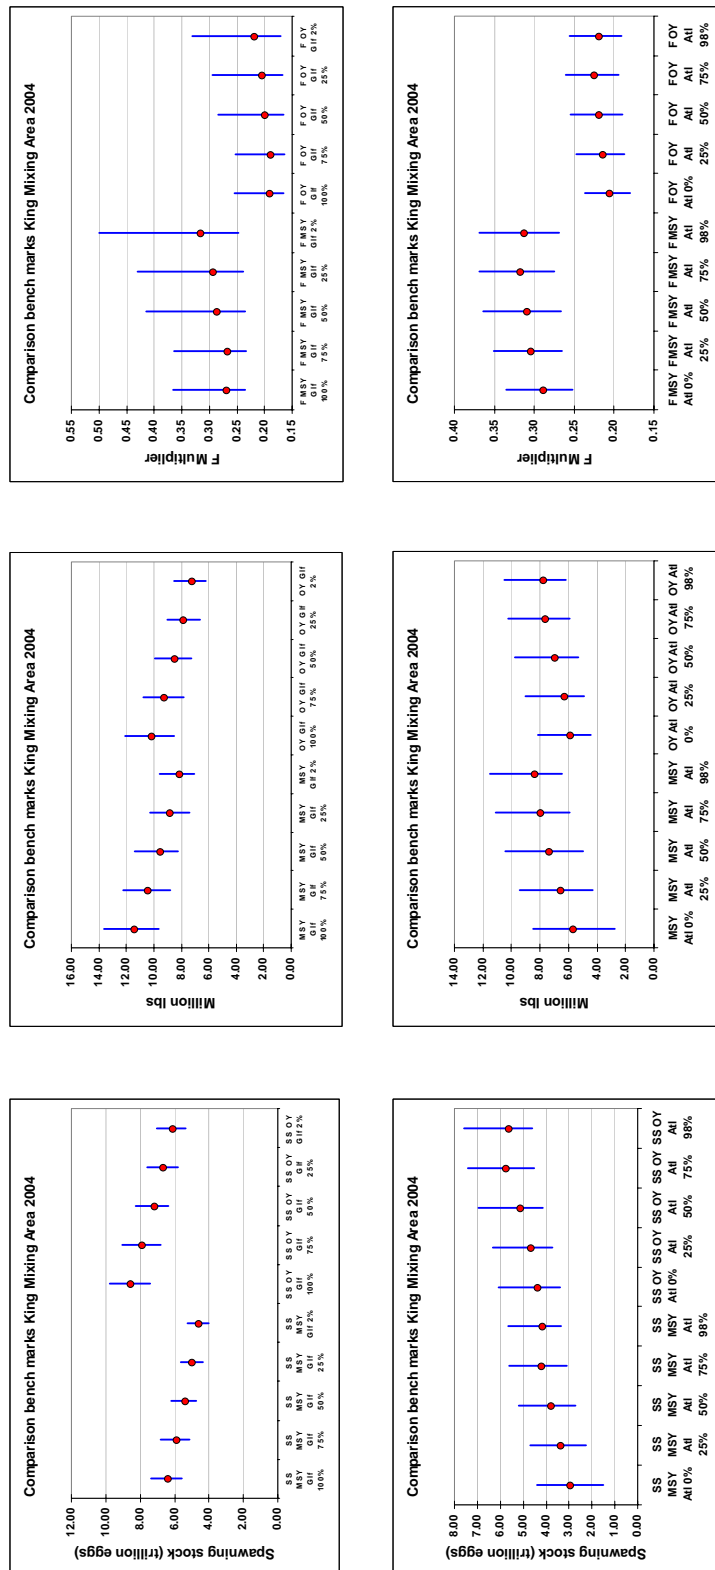 Comparison bench marks King Mixing Area 2004
Spawning stock (trillion eggs)
12.00
10.00
8.00
6.00
4.00
2.00
0.00
SS
MSY
Glf
100%
SS
MSY
Glf
75%
SS
MSY
Glf
50%
SS
MSY
Glf
25%
SS
MSY
Glf 2%
SS OY
Glf
100%
SS OY
Glf
75%
SS OY
Glf
50%
SS OY
Glf
25%
SS OY
Glf 2%
Comparison bench marks King Mixing Area 2004
Million lbs
16.00
14.00
12.00
10.00
8.00
6.00
4.00
2.00
0.00
MSY
Glf
100%
MSY
Glf
75%
MSY
Glf
50%
MSY
Glf
25%
MSY
Glf 2%
OY Glf
100%
OY Glf
75%
OY Glf
50%
OY Glf
25%
OY Glf
2%
Comparison bench marks King Mixing Area 2004
F Multiplier
0.55
0.50
0.45
0.40
0.35
0.30
0.25
0.20
0.15
F MSY
Glf
100%
F MSY
Glf
75%
F MSY
Glf
50%
F MSY
Glf
25%
F MSY
Glf 2%
F OY
Glf
100%
F OY
Glf
75%
F OY
Glf
50%
F OY
Glf
25%
F OY
Glf 2%
Comparison bench marks King Mixing Area 2004
Spawning stock (trillion eggs)
8.00
7.00
6.00
5.00
4.00
3.00
2.00
1.00
0.00
SS
MSY
Atl 0%
SS
MSY
Atl
25%
SS
MSY
Atl
50%
SS
MSY
Atl
75%
SS
MSY
Atl
98%
SS OY
Atl 0%
SS OY
Atl
25%
SS OY
Atl
50%
SS OY
Atl
75%
SS OY
Atl
98%
Comparison bench marks King Mixing Area 2004
Million lbs
10.00
8.00
6.00
4.00
2.00
0.00
MSY
Atl 0%
MSY
Atl
25%
MSY
Atl
50%
MSY
Atl
75%
MSY
Atl
98%
OY Atl
0%
OY Atl
25%
OY Atl
50%
OY Atl
75%
OY Atl
98%
Comparison bench marks King Mixing Area 2004
F Multiplier
0.40
0.35
0.30
0.25
0.20
0.15
F MSY
Atl 0%
F MSY
Atl
25%
F MSY
Atl
50%
F MSY
Atl
75%
F MSY
Atl
98%
F OY
Atl 0%
F OY
Atl
25%
F OY
Atl
50%
F OY
Atl
75%
F OY
Atl
98%